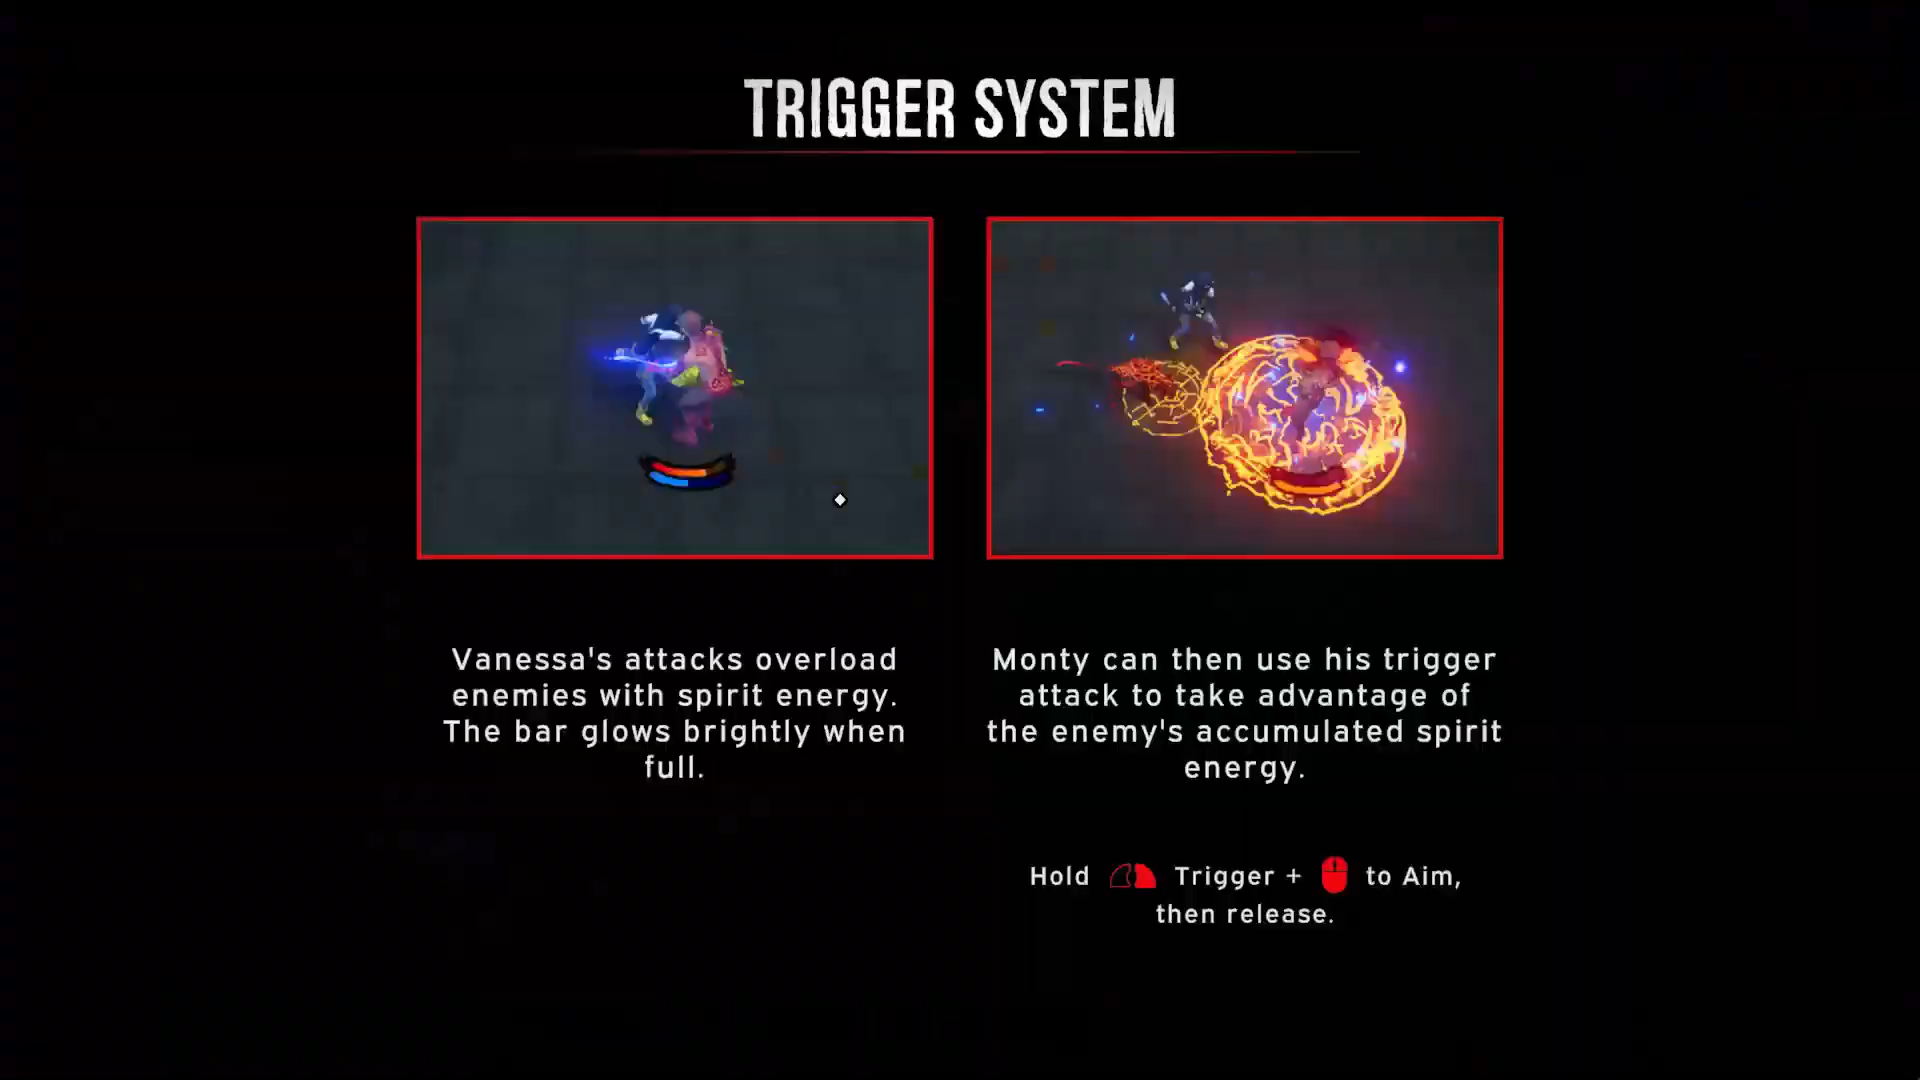 TRIGGER SYSTEM
Vanessa's attacks overload
enemies with spirit energy.
The bar glows brightly when
full.
Monty can then use his trigger
attack to take advantage of
the enemy's accumulated spirit
energy.
Hold Trigger + to Aim,
then release.